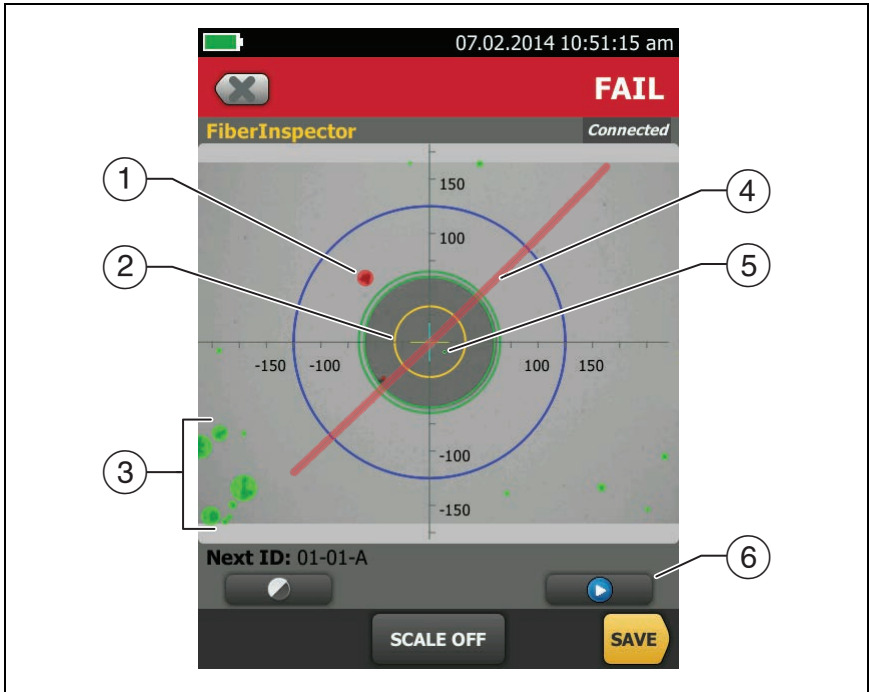 07.02.2014 10:51:15 am
FAIL
FiberInspector
Connected
150
100
-150
-100
100
150
-100
-150
1
2
3
4
5
6
Next ID: 01-01-A
SCALE OFF
SAVE